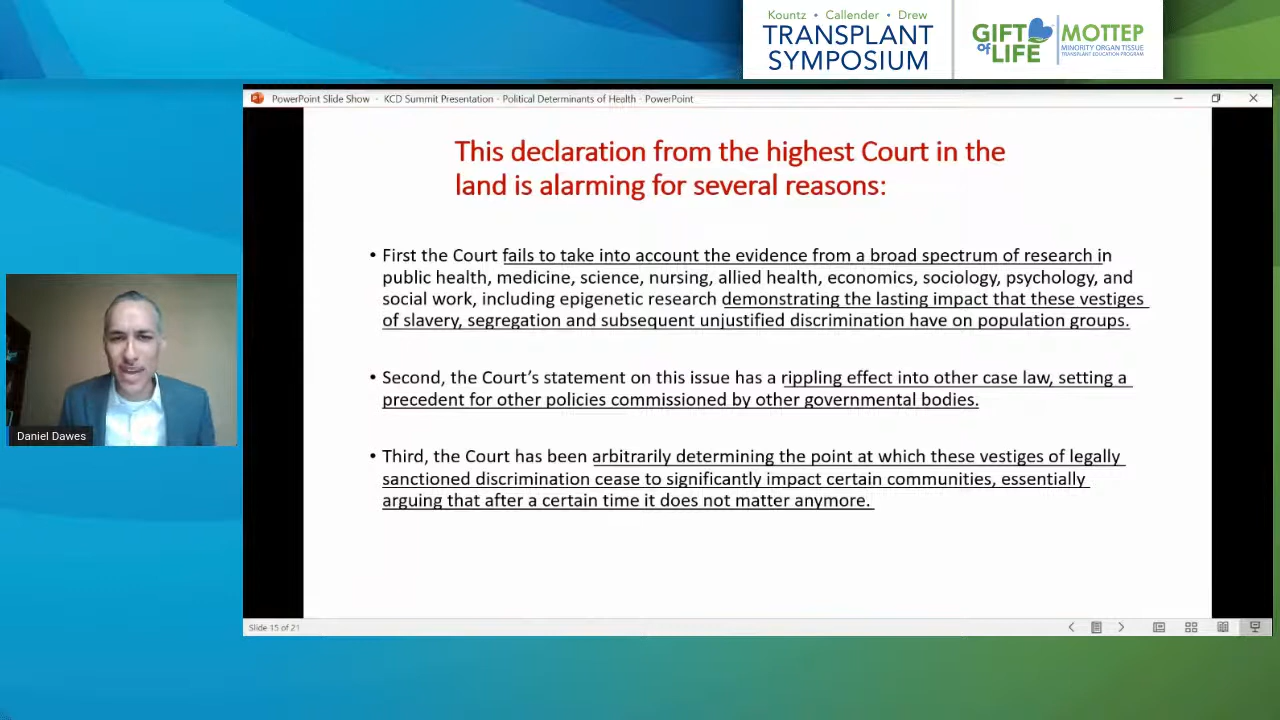 Kountz • Callender • Drew
TRANSPLANT
SYMPOSIUM
GIFT
of LIFE
MOTTEP
MINORITY ORGAN TISSUE
TRANSPLANT EDUCATION PROGRAM
PowerPoint Slide Show - KCD Summit Presentation - Political Determinants of Health - PowerPoint
This declaration from the highest Court in the
land is alarming for several reasons:
• First the Court fails to take into account the evidence from a broad spectrum of research in
public health, medicine, science, nursing, allied health, economics, sociology, psychology, and
social work, including epigenetic research demonstrating the lasting impact that these vestiges
of slavery, segregation and subsequent unjustified discrimination have on population groups.
• Second, the Court's statement on this issue has a rippling effect into other case law, setting a
precedent for other policies commissioned by other governmental bodies.
• Third, the Court has been arbitrarily determining the point at which these vestiges of legally
sanctioned discrimination cease to significantly impact certain communities, essentially
arguing that after a certain time it does not matter anymore.
Daniel Dawes
Slide 15 of 21